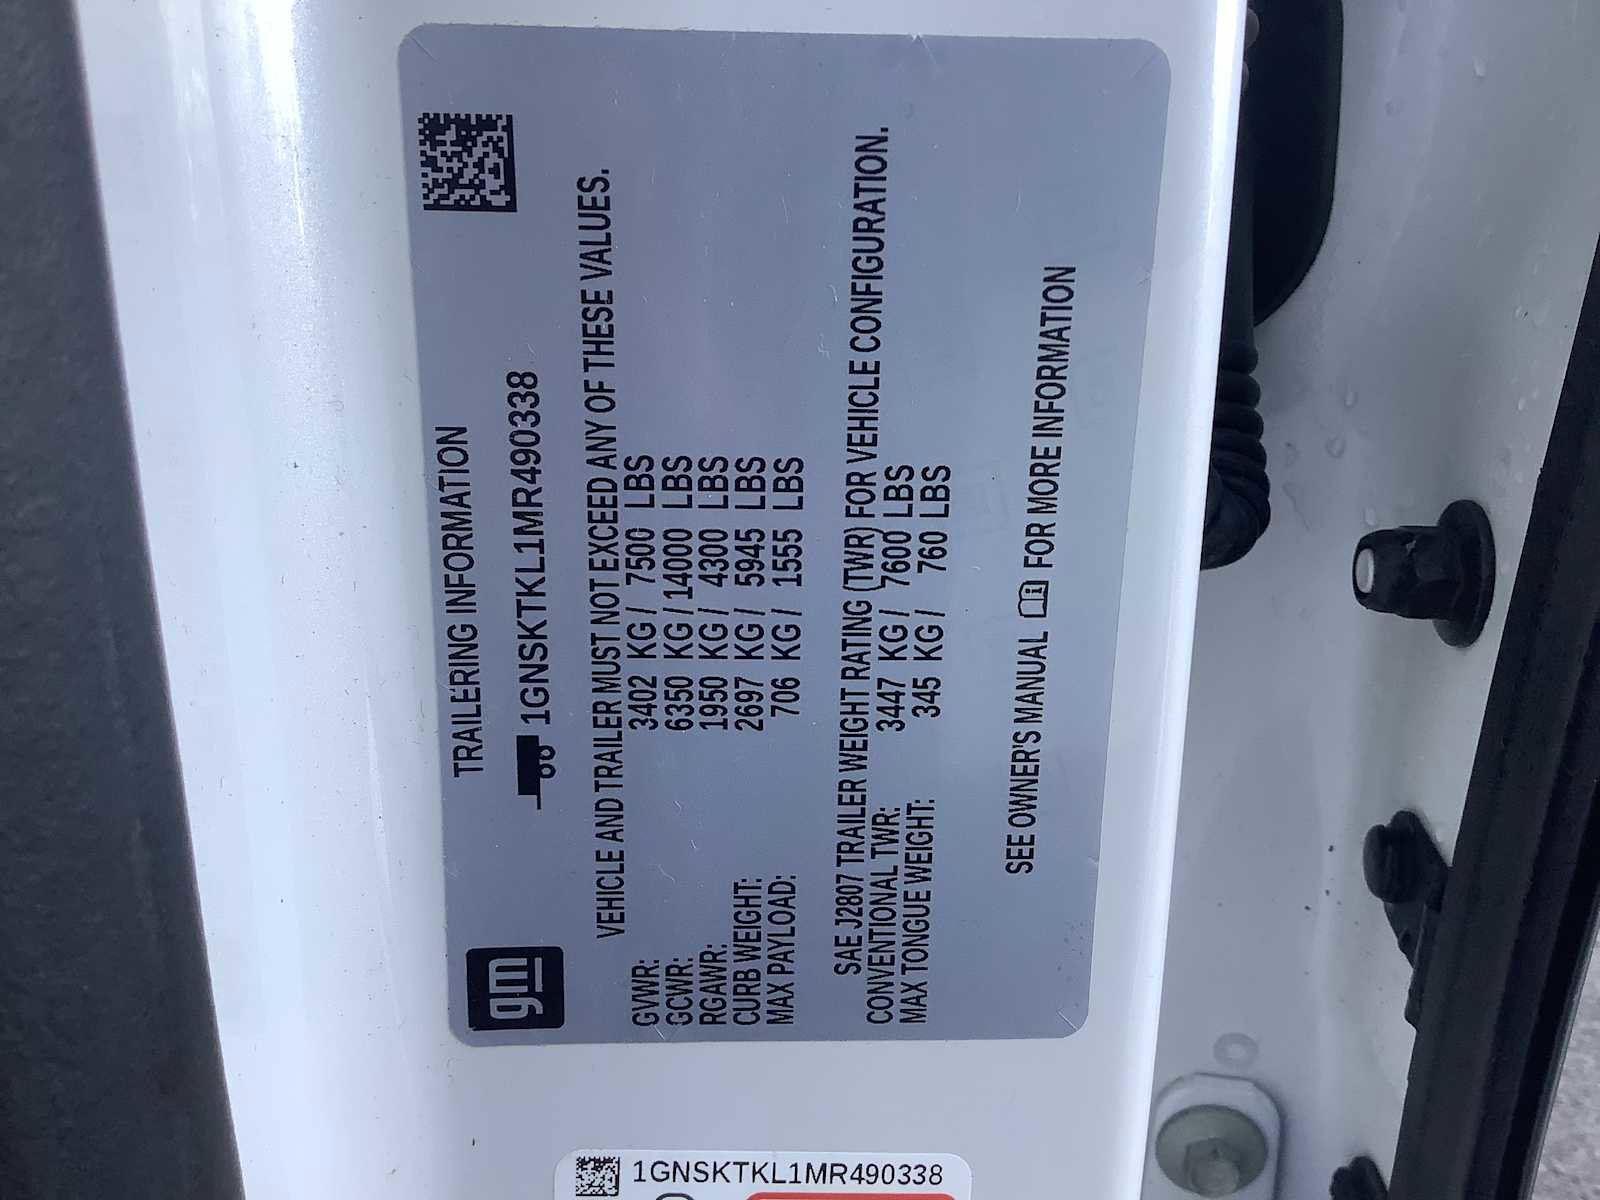 gm
TRAILERING INFORMATION
1GNSKTKL1MR490338
VEHICLE AND TRAILER MUST NOT EXCEED ANY OF THESE VALUES.
GVWR: 3402 KG / 7500 LBS
GCWR: 6350 KG / 14000 LBS
RGAWR: 1950 KG / 4300 LBS
CURB WEIGHT: 2697 KG / 5945 LBS
MAX PAYLOAD: 706 KG / 1555 LBS
SAE J2807 TRAILER WEIGHT RATING (TWR) FOR VEHICLE CONFIGURATION.
CONVENTIONAL TWR: 3447 KG / 7600 LBS
MAX TONGUE WEIGHT: 345 KG / 760 LBS
SEE OWNER'S MANUAL FOR MORE INFORMATION
1GNSKTKL1MR490338